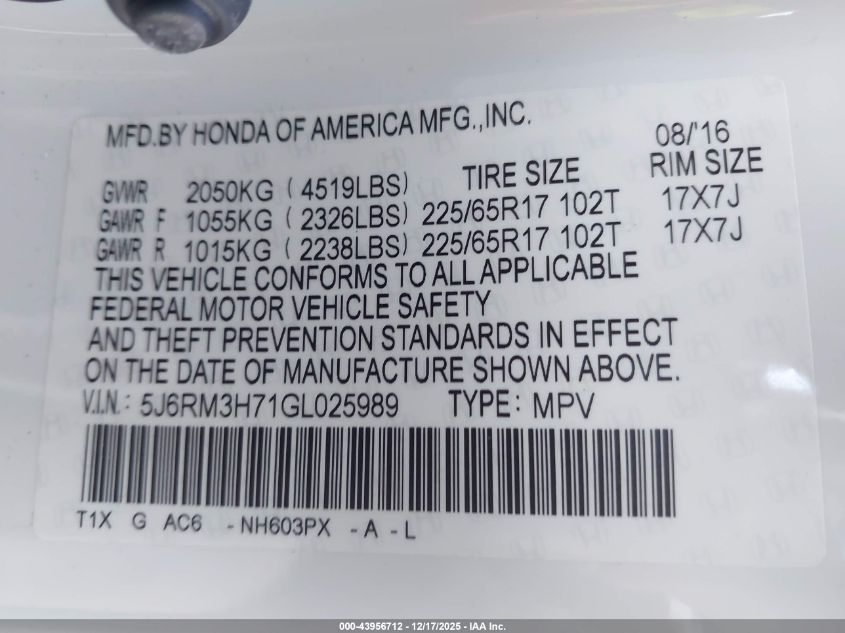 MFD.BY HONDA OF AMERICA MFG.,INC. 08/'16
GVWR 2050KG ( 4519LBS) TIRE SIZE RIM SIZE
GAWR F 1055KG ( 2326LBS) 225/65R17 102T 17X7J
GAWR R 1015KG ( 2238LBS) 225/65R17 102T 17X7J
THIS VEHICLE CONFORMS TO ALL APPLICABLE
FEDERAL MOTOR VEHICLE SAFETY
AND THEFT PREVENTION STANDARDS IN EFFECT
ON THE DATE OF MANUFACTURE SHOWN ABOVE.
V.I.N.: 5J6RM3H71GL025989 TYPE: MPV
T1X G AC6 -NH603PX -A -L
000-43956712 - 12/17/2025 - IAA Inc.